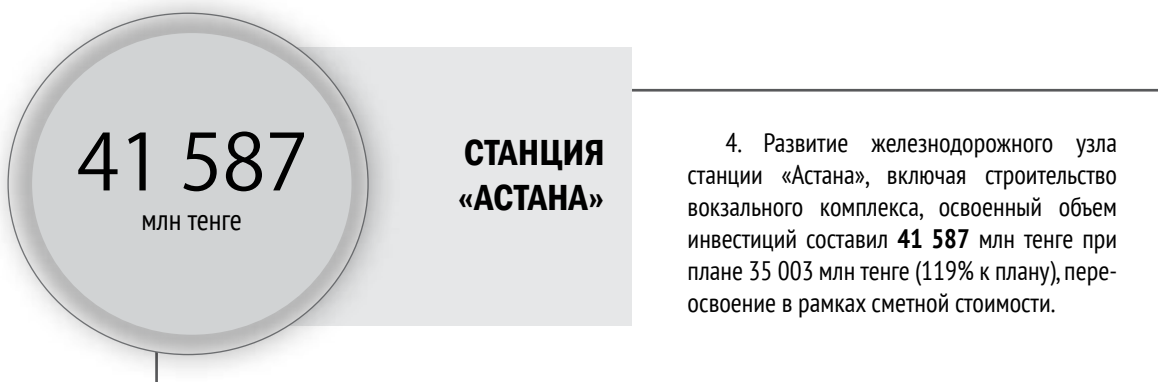 41 587
млн тенге
СТАНЦИЯ
«АСТАНА»
4. Развитие железнодорожного узла
станции «Астана», включая строительство
вокзального комплекса, освоенный объем
инвестиций составил 41 587 млн тенге при
плане 35 003 млн тенге (119% к плану), пере-
освоение в рамках сметной стоимости.